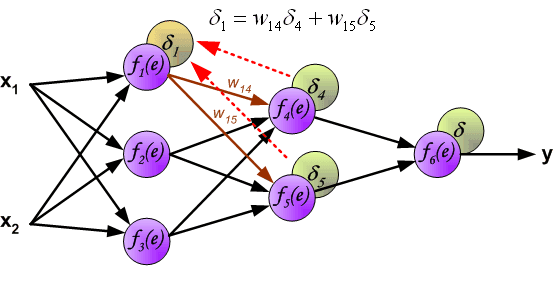 δ₁ = w₁₄δ₄ + w₁₅δ₅
δ₁
x₁
f₁(e)
w₁₄
δ₄
f₄(e)
w₁₅
δ
f₂(e)
f₆(e)
y
δ₅
f₅(e)
x₂
f₃(e)